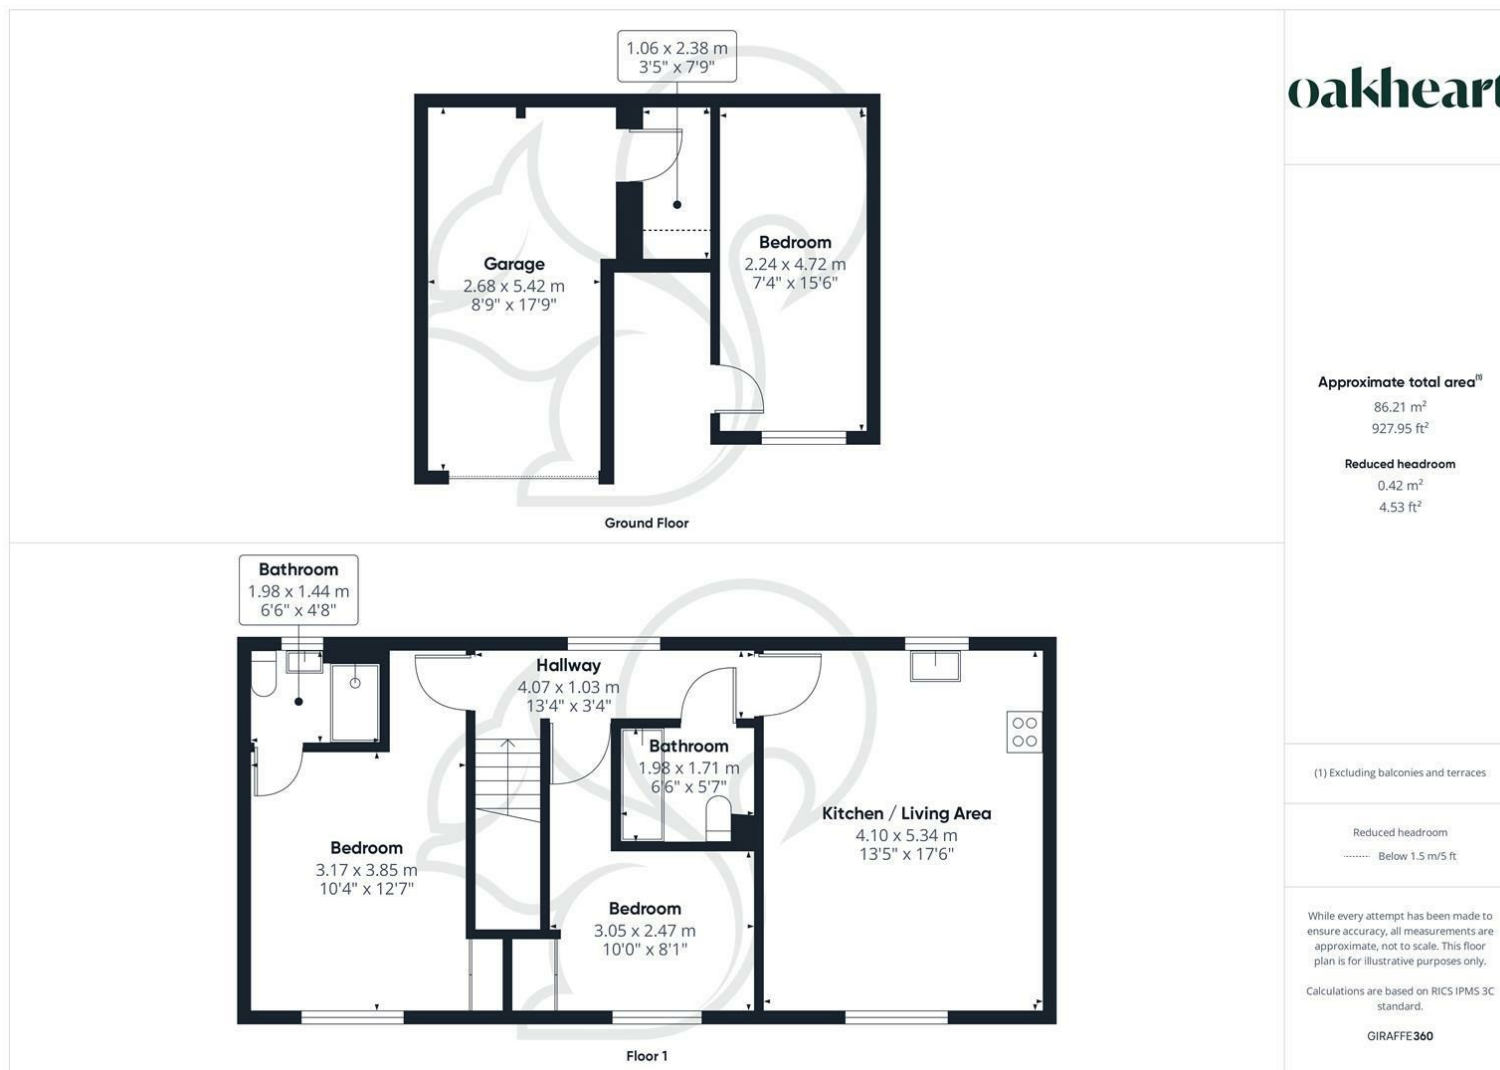 1.06 x 2.38 m
3'5" x 7'9"
Garage
2.68 x 5.42 m
8'9" x 17'9"
Bedroom
2.24 x 4.72 m
7'4" x 15'6"
Ground Floor
Bathroom
1.98 x 1.44 m
6'6" x 4'8"
Hallway
4.07 x 1.03 m
13'4" x 3'4"
Bathroom
1.98 x 1.71 m
6'6" x 5'7"
Kitchen / Living Area
4.10 x 5.34 m
13'5" x 17'6"
Bedroom
3.17 x 3.85 m
10'4" x 12'7"
Bedroom
3.05 x 2.47 m
10'0" x 8'1"
Floor 1
oakheart
Approximate total area(1)
86.21 m²
927.95 ft²
Reduced headroom
0.42 m²
4.53 ft²
(1) Excluding balconies and terraces
Reduced headroom
Below 1.5 m/5 ft
While every attempt has been made to
ensure accuracy, all measurements are
approximate, not to scale. This floor
plan is for illustrative purposes only.
Calculations are based on RICS IPMS 3C
standard.
GIRAFFE360